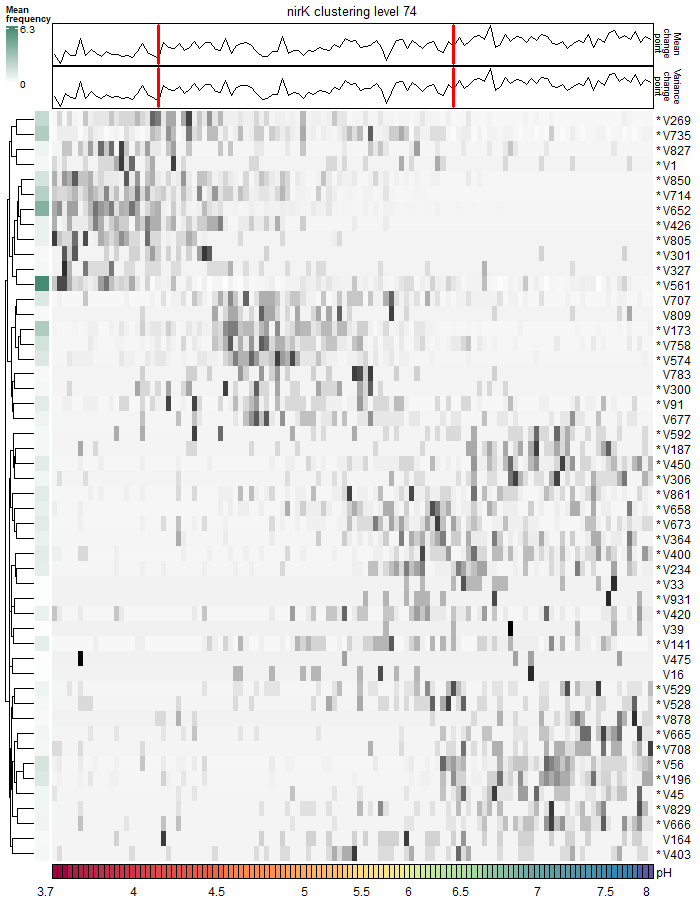 Mean
frequency
6.3
0
nirK clustering level 74
Mean
change
point
Variance
change
point
* V269
* V735
* V827
* V1
* V850
* V714
* V652
* V426
* V805
* V301
* V327
* V561
V707
V809
* V173
* V758
* V574
V783
* V300
* V91
V677
* V592
* V187
* V450
* V306
* V861
* V658
* V673
* V364
* V400
* V234
* V33
* V931
* V420
V39
* V141
V475
V16
* V529
* V528
* V878
* V665
* V708
* V56
* V196
* V45
* V829
* V666
V164
* V403
pH
3.7 4 4.5 5 5.5 6 6.5 7 7.5 8